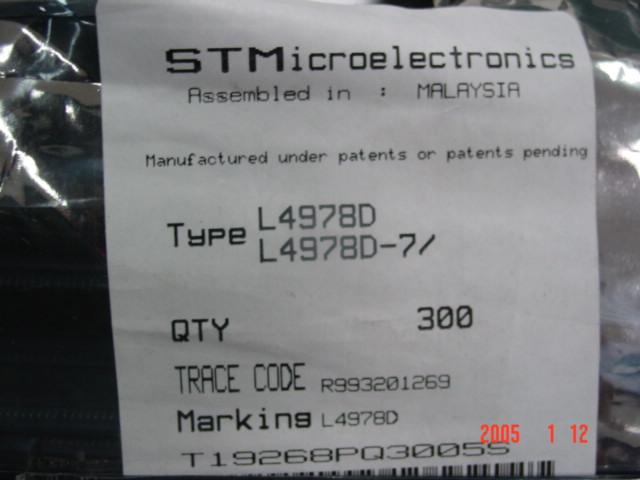 STMicroelectronics
Assembled in : MALAYSIA
Manufactured under patents or patents pending
Type L4978D
L4978D-7/
QTY 300
TRACE CODE R993201269
Marking L4978D
2005 1 12
T19268PQ30055